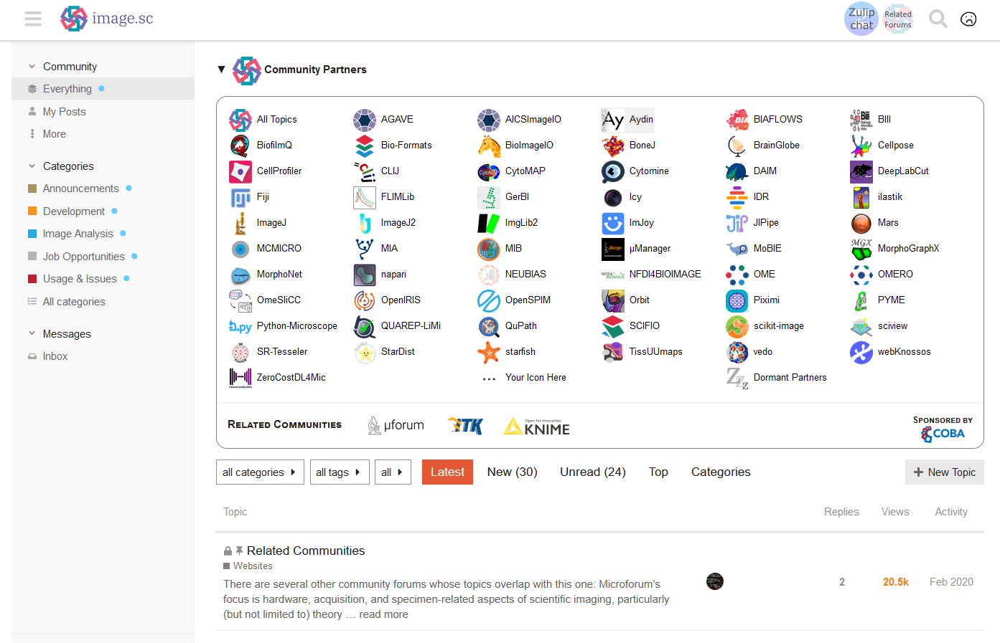 image.sc
Zulip chat
Related Forums
Community
Everything
My Posts
More
Categories
Announcements
Development
Image Analysis
Job Opportunities
Usage & Issues
All categories
Messages
Inbox
Community Partners
All Topics AGAVE AICSImageIO Aydin BIAFLOWS BIII
BiofilmQ Bio-Formats BioImageIO BoneJ BrainGlobe Cellpose
CellProfiler CLIJ CytoMAP Cytomine DAIM DeepLabCut
Fiji FLIMLib GerBI Icy IDR ilastik
ImageJ ImageJ2 ImgLib2 ImJoy JIPipe Mars
MCMICRO MIA MIB µManager MoBIE MorphoGraphX
MorphoNet napari NEUBIAS NFDI4BIOIMAGE OME OMERO
OmeSliCC OpenIRIS OpenSPIM Orbit Piximi PYME
Python-Microscope QUAREP-LiMi QuPath SCIFIO scikit-image sciview
SR-Tesseler StarDist starfish TissUUmaps vedo webKnossos
ZeroCostDL4Mic Your Icon Here Dormant Partners
Related Communities µforum ITK Open for Innovation KNIME Sponsored by COBA
all categories all tags all Latest New (30) Unread (24) Top Categories + New Topic
Topic Replies Views Activity
Related Communities
Websites
There are several other community forums whose topics overlap with this one: Microforum’s
focus is hardware, acquisition, and specimen-related aspects of scientific imaging, particularly
(but not limited to) theory … read more
2 20.5k Feb 2020